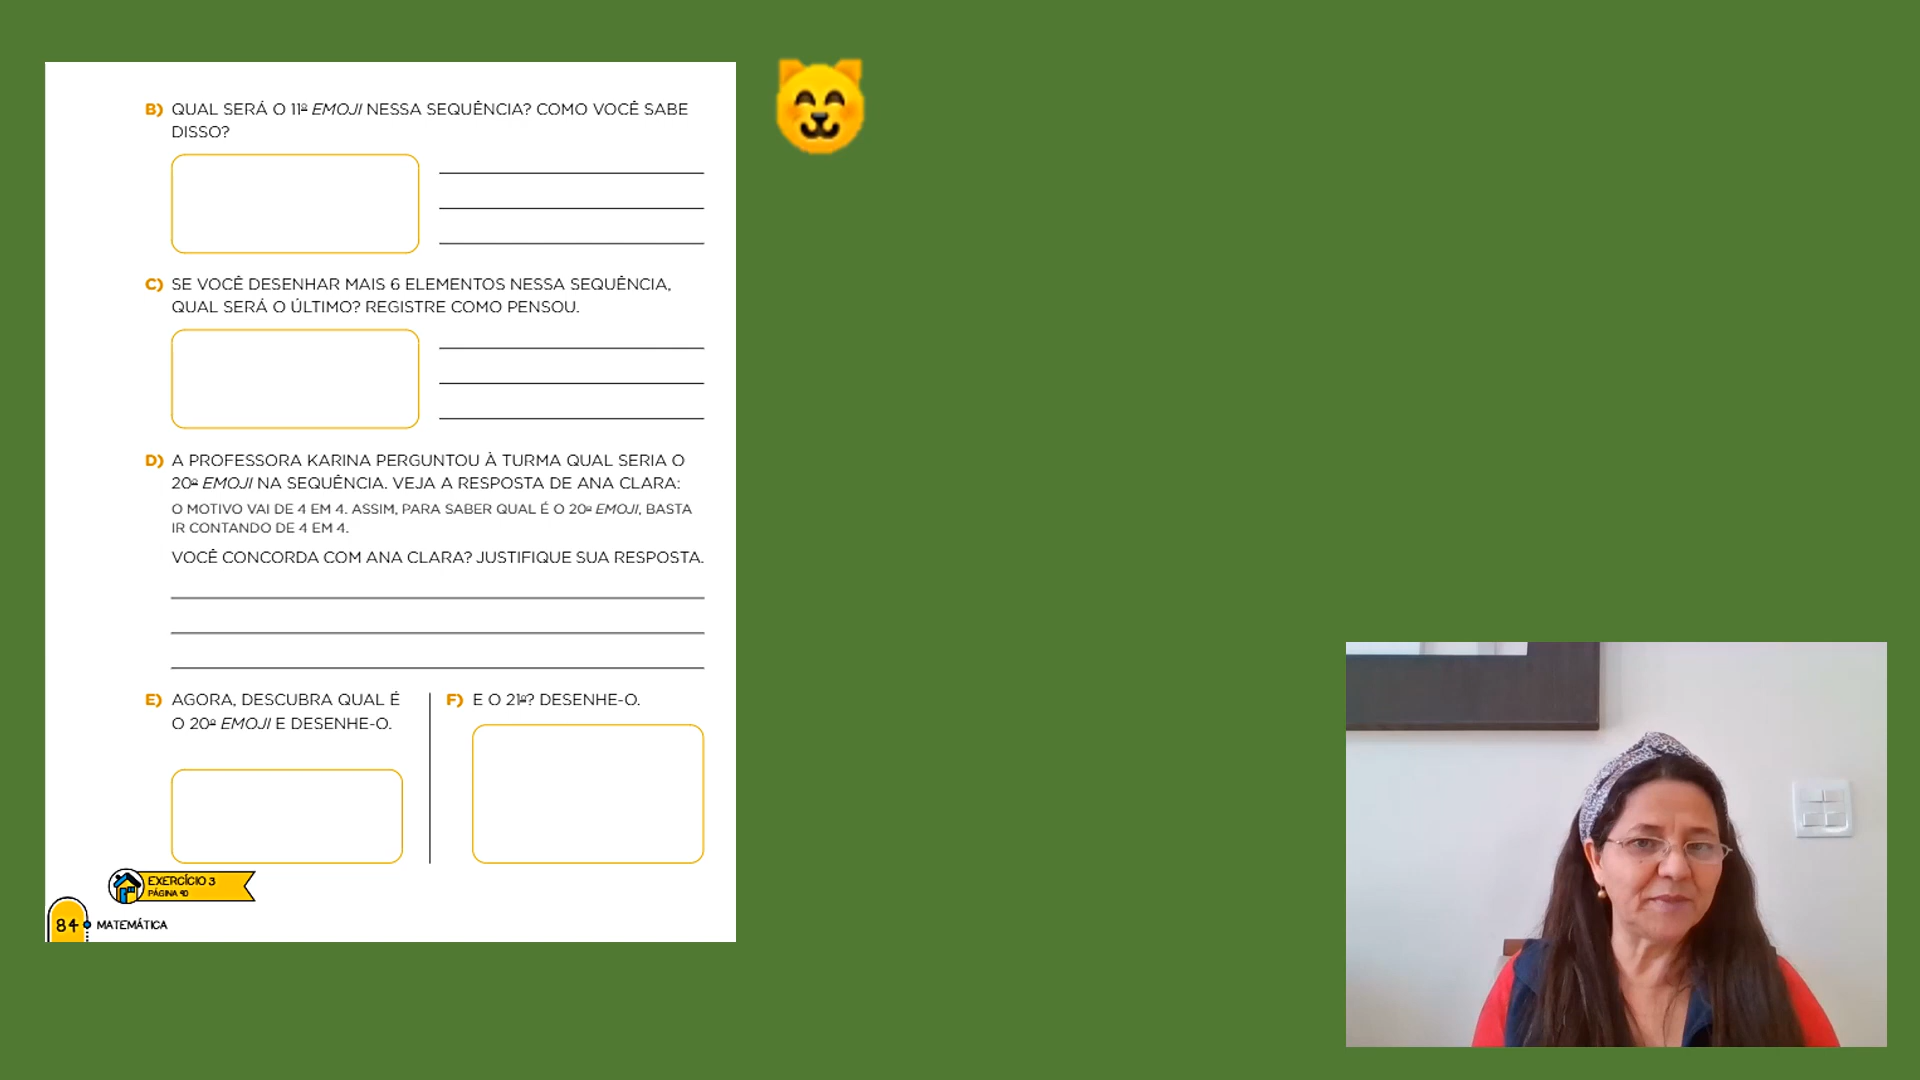 B) QUAL SERÁ O 11º EMOJI NESSA SEQUÊNCIA? COMO VOCÊ SABE
DISSO?
C) SE VOCÊ DESENHAR MAIS 6 ELEMENTOS NESSA SEQUÊNCIA,
QUAL SERÁ O ÚLTIMO? REGISTRE COMO PENSOU.
D) A PROFESSORA KARINA PERGUNTOU À TURMA QUAL SERIA O
20º EMOJI NA SEQUÊNCIA. VEJA A RESPOSTA DE ANA CLARA:
O MOTIVO VAI DE 4 EM 4. ASSIM, PARA SABER QUAL É O 20º EMOJI, BASTA
IR CONTANDO DE 4 EM 4.
VOCÊ CONCORDA COM ANA CLARA? JUSTIFIQUE SUA RESPOSTA.
E) AGORA, DESCUBRA QUAL É
O 20º EMOJI E DESENHE-O.
F) E O 21º? DESENHE-O.
EXERCÍCIO 3
PÁGINA 90
84 MATEMÁTICA